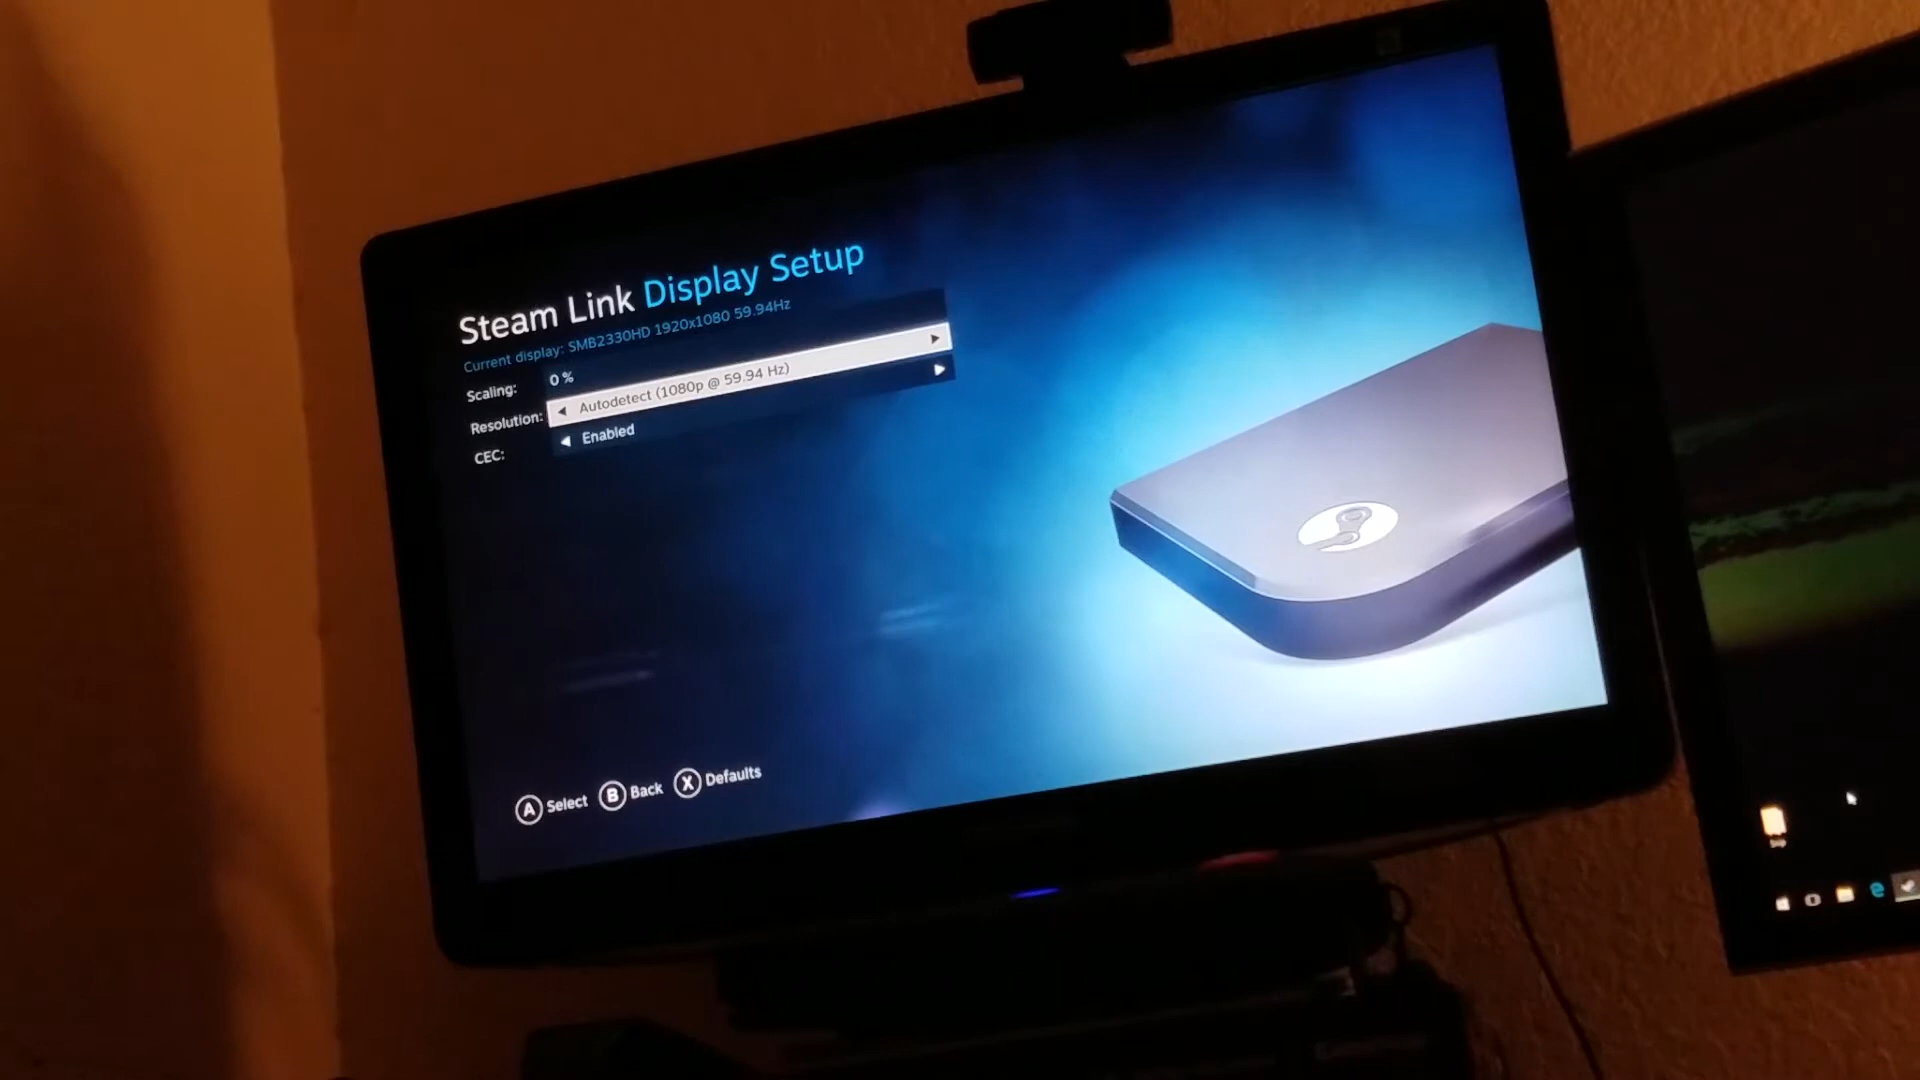 Steam Link Display Setup
Current display: SMB2330HD 1920x1080 59.94Hz
Scaling: 0 %
Resolution: Autodetect (1080p @ 59.94 Hz)
CEC: Enabled
A Select B Back X Defaults